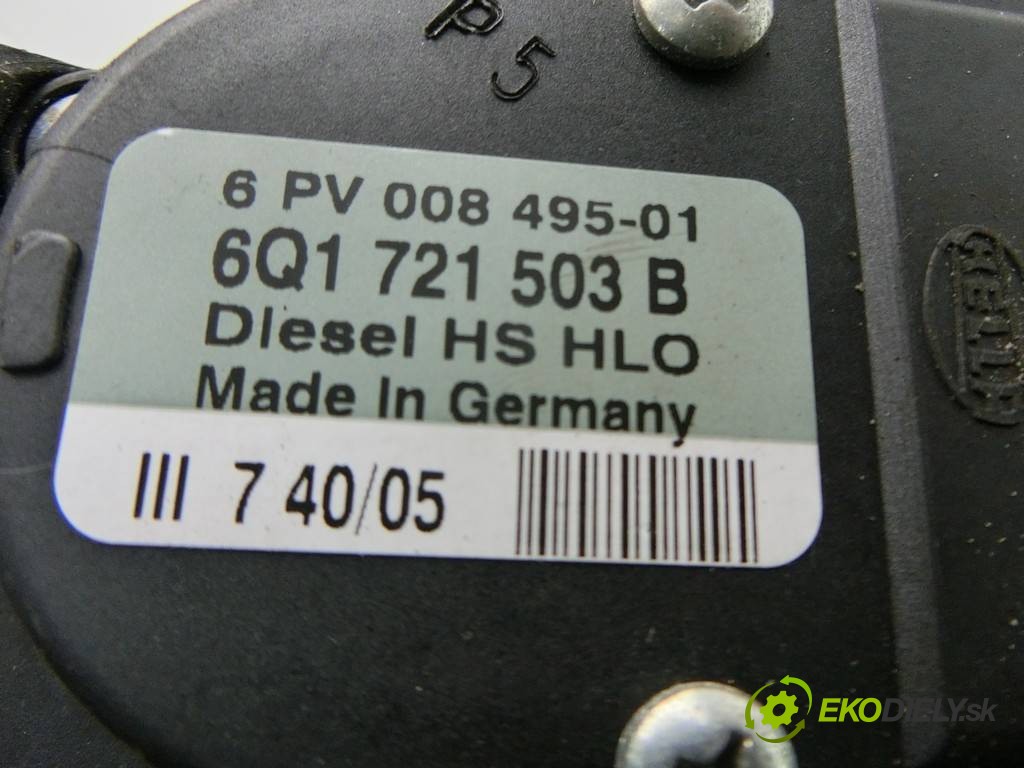 P5
6 PV 008 495-01
6Q1 721 503 B
Diesel HS HLO
Made In Germany
III 7 40/05
HELLA
EKODIELY.sk